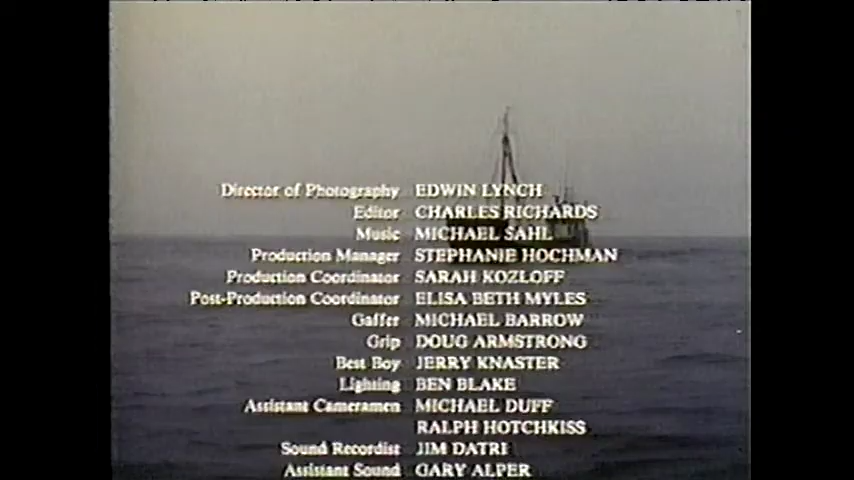 Director of Photography EDWIN LYNCH
Editor CHARLES RICHARDS
Music MICHAEL SAHL
Production Manager STEPHANIE HOCHMAN
Production Coordinator SARAH KOZLOFF
Post-Production Coordinator ELISA BETH MYLES
Gaffer MICHAEL BARROW
Grip DOUG ARMSTRONG
Best Boy JERRY KNASTER
Lighting BEN BLAKE
Assistant Cameramen MICHAEL DUFF
RALPH HOTCHKISS
Sound Recordist JIM DATRI
Assistant Sound GARY ALPER